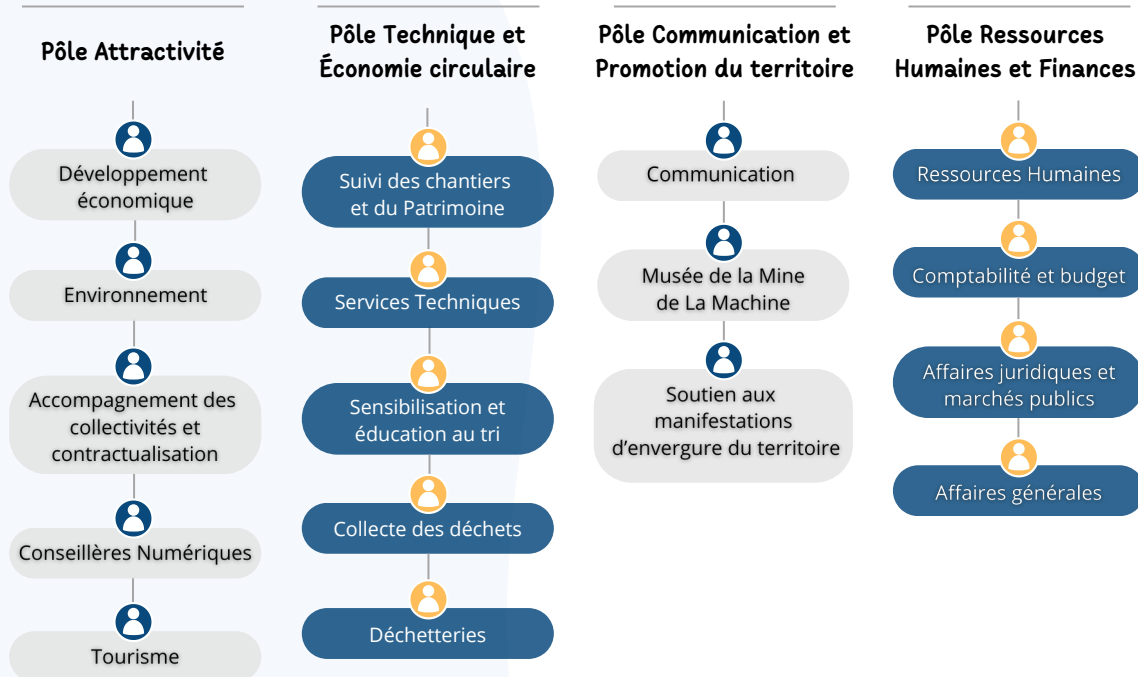 Pôle Attractivité
Développement
économique
Environnement
Accompagnement des
collectivités et
contractualisation
Conseillères Numériques
Tourisme
Pôle Technique et
Économie circulaire
Suivi des chantiers
et du Patrimoine
Services Techniques
Sensibilisation et
éducation au tri
Collecte des déchets
Déchetteries
Pôle Communication et
Promotion du territoire
Communication
Musée de la Mine
de La Machine
Soutien aux
manifestations
d'envergure du territoire
Pôle Ressources
Humaines et Finances
Ressources Humaines
Comptabilité et budget
Affaires juridiques et
marchés publics
Affaires générales